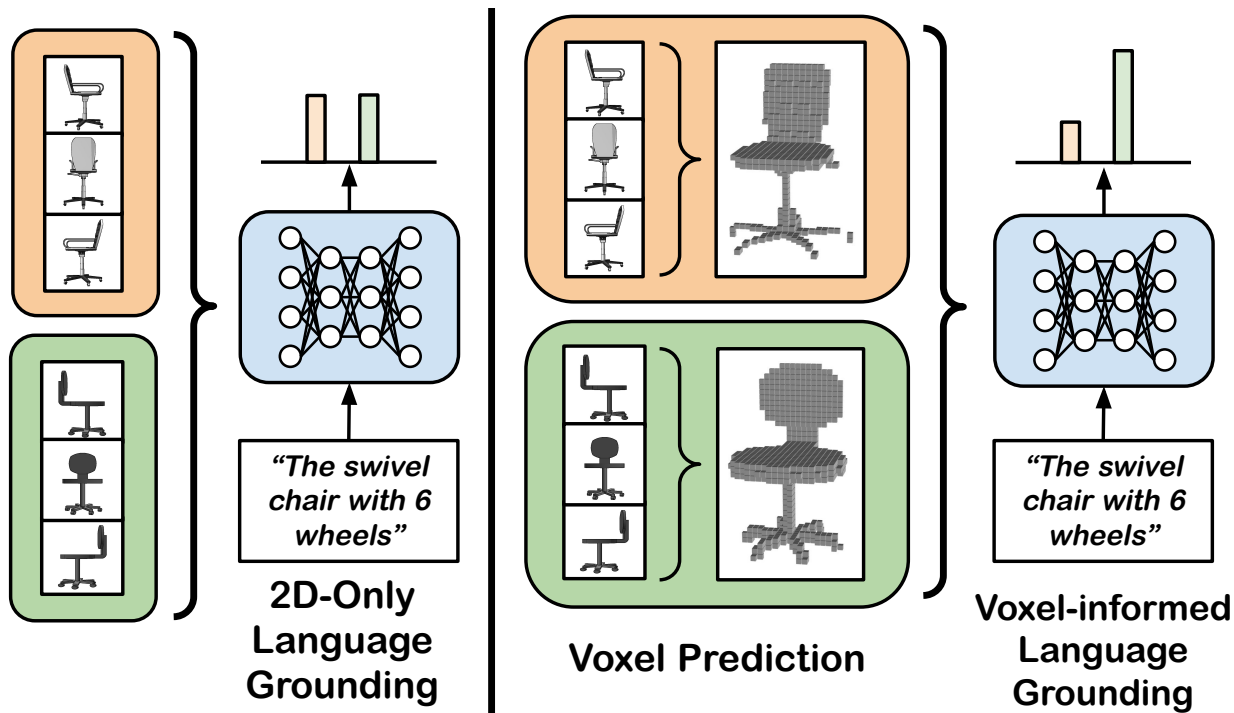 “The swivel
chair with 6
wheels”
2D-Only
Language
Grounding
Voxel Prediction
“The swivel
chair with 6
wheels”
Voxel-informed
Language
Grounding